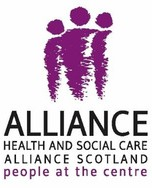 ALLIANCE
HEALTH AND SOCIAL CARE
ALLIANCE SCOTLAND
people at the centre